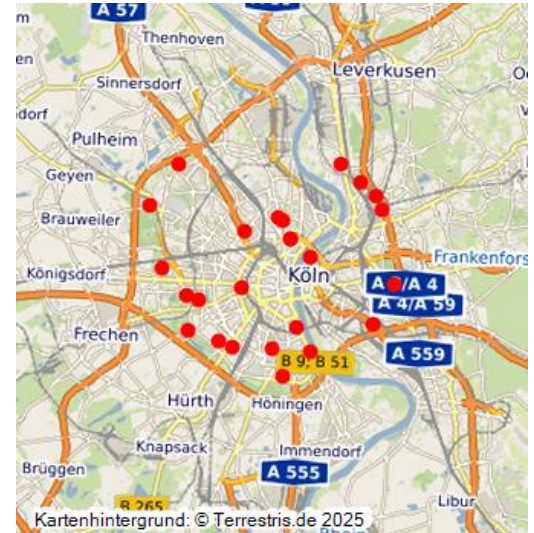 A 57
Thenhoven
Leverkusen
Sinnersdorf
dorf
Pulheim
Geyen
Brauweiler
Frankenfors
Königsdorf
Köln
A 4/A 59
Frechen
A 559
B 9; B 51
Hürth
Höningen
Knapsack
Immendorf
Brüggen
A 555
B 265
Libur
Kartenhintergrund: © Terrestris.de 2025